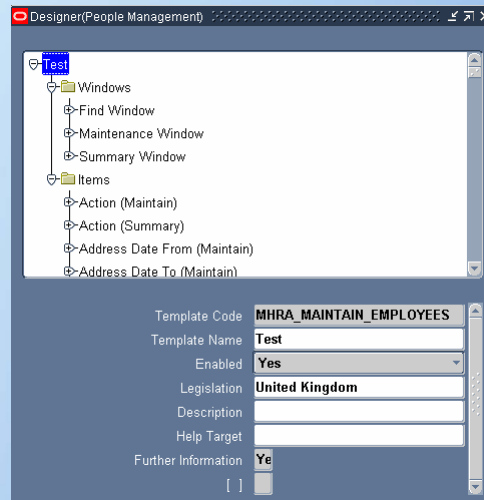 Designer(People Management)
Test
Windows
Find Window
Maintenance Window
Summary Window
Items
Action (Maintain)
Action (Summary)
Address Date From (Maintain)
Address Date To (Maintain)
Template Code MHRA_MAINTAIN_EMPLOYEES
Template Name Test
Enabled Yes
Legislation United Kingdom
Description
Help Target
Further Information Ye
[ ]